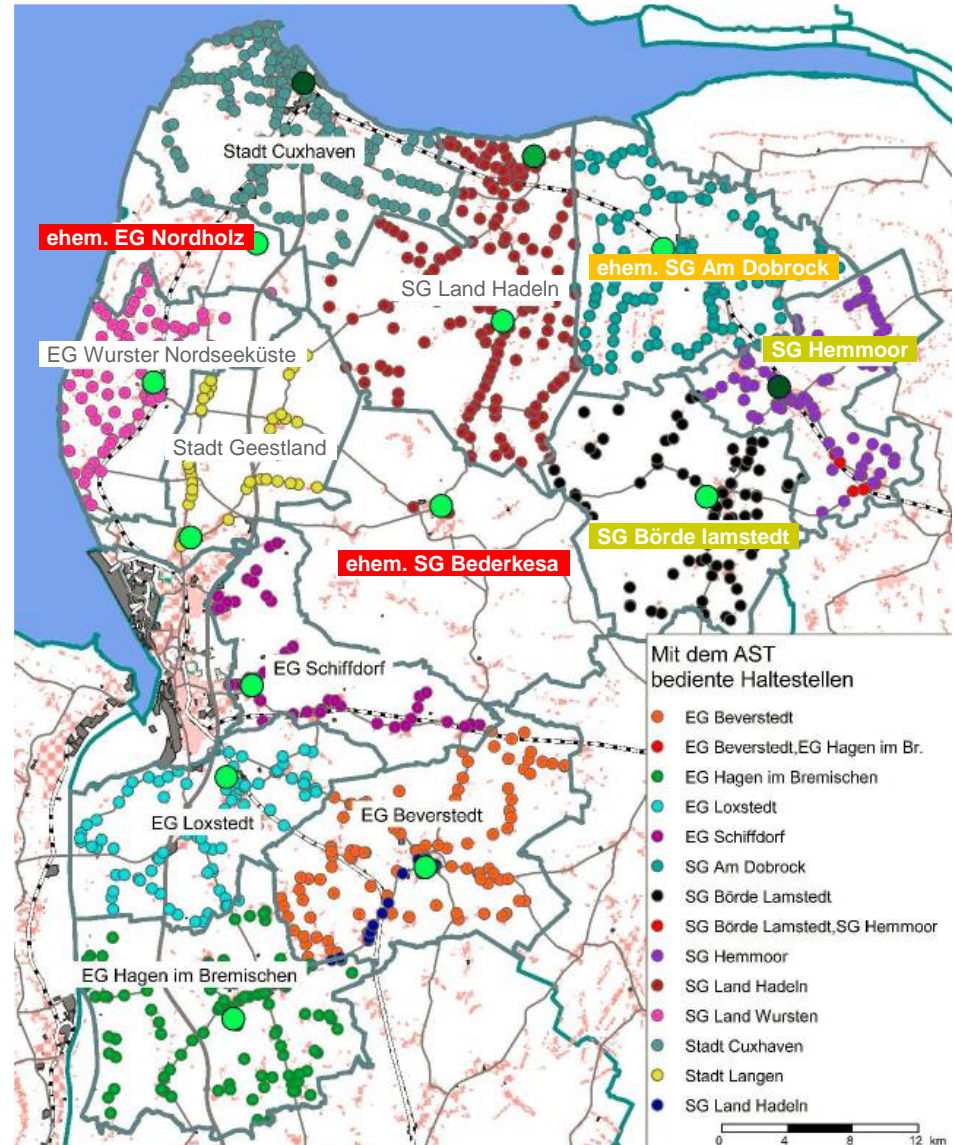 Stadt Cuxhaven
ehem. EG Nordholz
ehem. SG Am Dobrock
SG Land Hadeln
EG Wurster Nordseeküste
SG Hemmoor
Stadt Geestland
SG Börde lamstedt
ehem. SG Bederkesa
EG Schiffdorf
EG Loxstedt
EG Beverstedt
EG Hagen im Bremischen
Mit dem AST
bediente Haltestellen
EG Beverstedt
EG Beverstedt,EG Hagen im Br.
EG Hagen im Bremischen
EG Loxstedt
EG Schiffdorf
SG Am Dobrock
SG Börde Lamstedt
SG Börde Lamstedt,SG Hemmoor
SG Hemmoor
SG Land Hadeln
SG Land Wursten
Stadt Cuxhaven
Stadt Langen
SG Land Hadeln
0 4 8 12 km